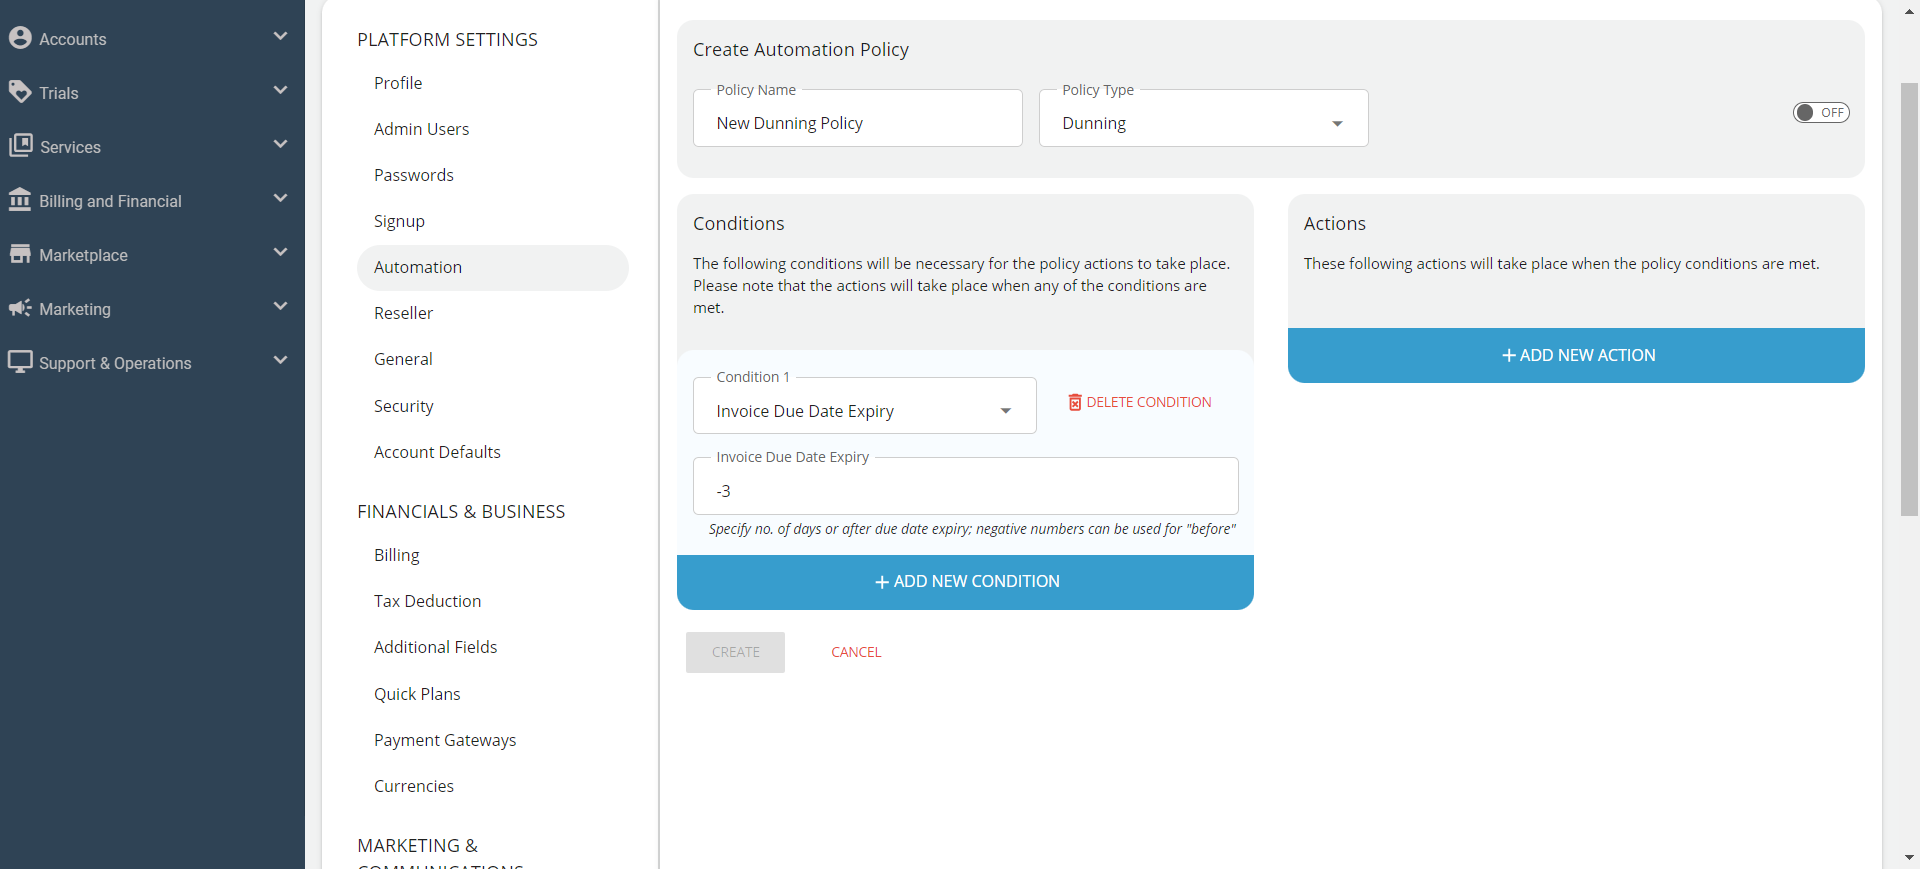 Accounts
Trials
Services
Billing and Financial
Marketplace
Marketing
Support & Operations
PLATFORM SETTINGS
Profile
Admin Users
Passwords
Signup
Automation
Reseller
General
Security
Account Defaults
FINANCIALS & BUSINESS
Billing
Tax Deduction
Additional Fields
Quick Plans
Payment Gateways
Currencies
MARKETING &
COMMUNICATIONS
Create Automation Policy
Policy Name
New Dunning Policy
Policy Type
Dunning
OFF
Conditions
The following conditions will be necessary for the policy actions to take place.
Please note that the actions will take place when any of the conditions are
met.
Condition 1
Invoice Due Date Expiry
DELETE CONDITION
Invoice Due Date Expiry
-3
Specify no. of days or after due date expiry; negative numbers can be used for "before"
+ ADD NEW CONDITION
CREATE
CANCEL
Actions
These following actions will take place when the policy conditions are met.
+ ADD NEW ACTION